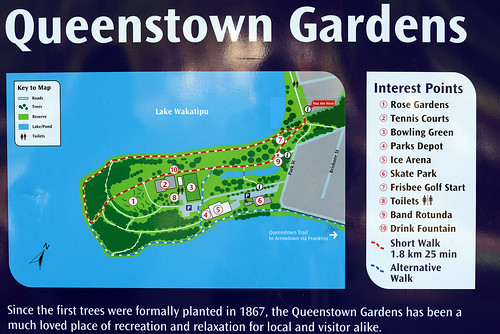 Queenstown Gardens
Key to Map
Roads
Trees
Reserve
Lake/Pond
Toilets
Lake Wakatipu
You Are Here
i
7
8
9
i
Park St
Brisbane St
10
2
3
1
8
i
P
P
4
5
6
Queenstown Trail
to Arrowtown via Frankton
Interest Points
1 Rose Gardens
2 Tennis Courts
3 Bowling Green
4 Parks Depot
5 Ice Arena
6 Skate Park
7 Frisbee Golf Start
8 Toilets
9 Band Rotunda
10 Drink Fountain
Short Walk
1.8 km 25 min
Alternative
Walk
Since the first trees were formally planted in 1867, the Queenstown Gardens has been a
much loved place of recreation and relaxation for local and visitor alike.